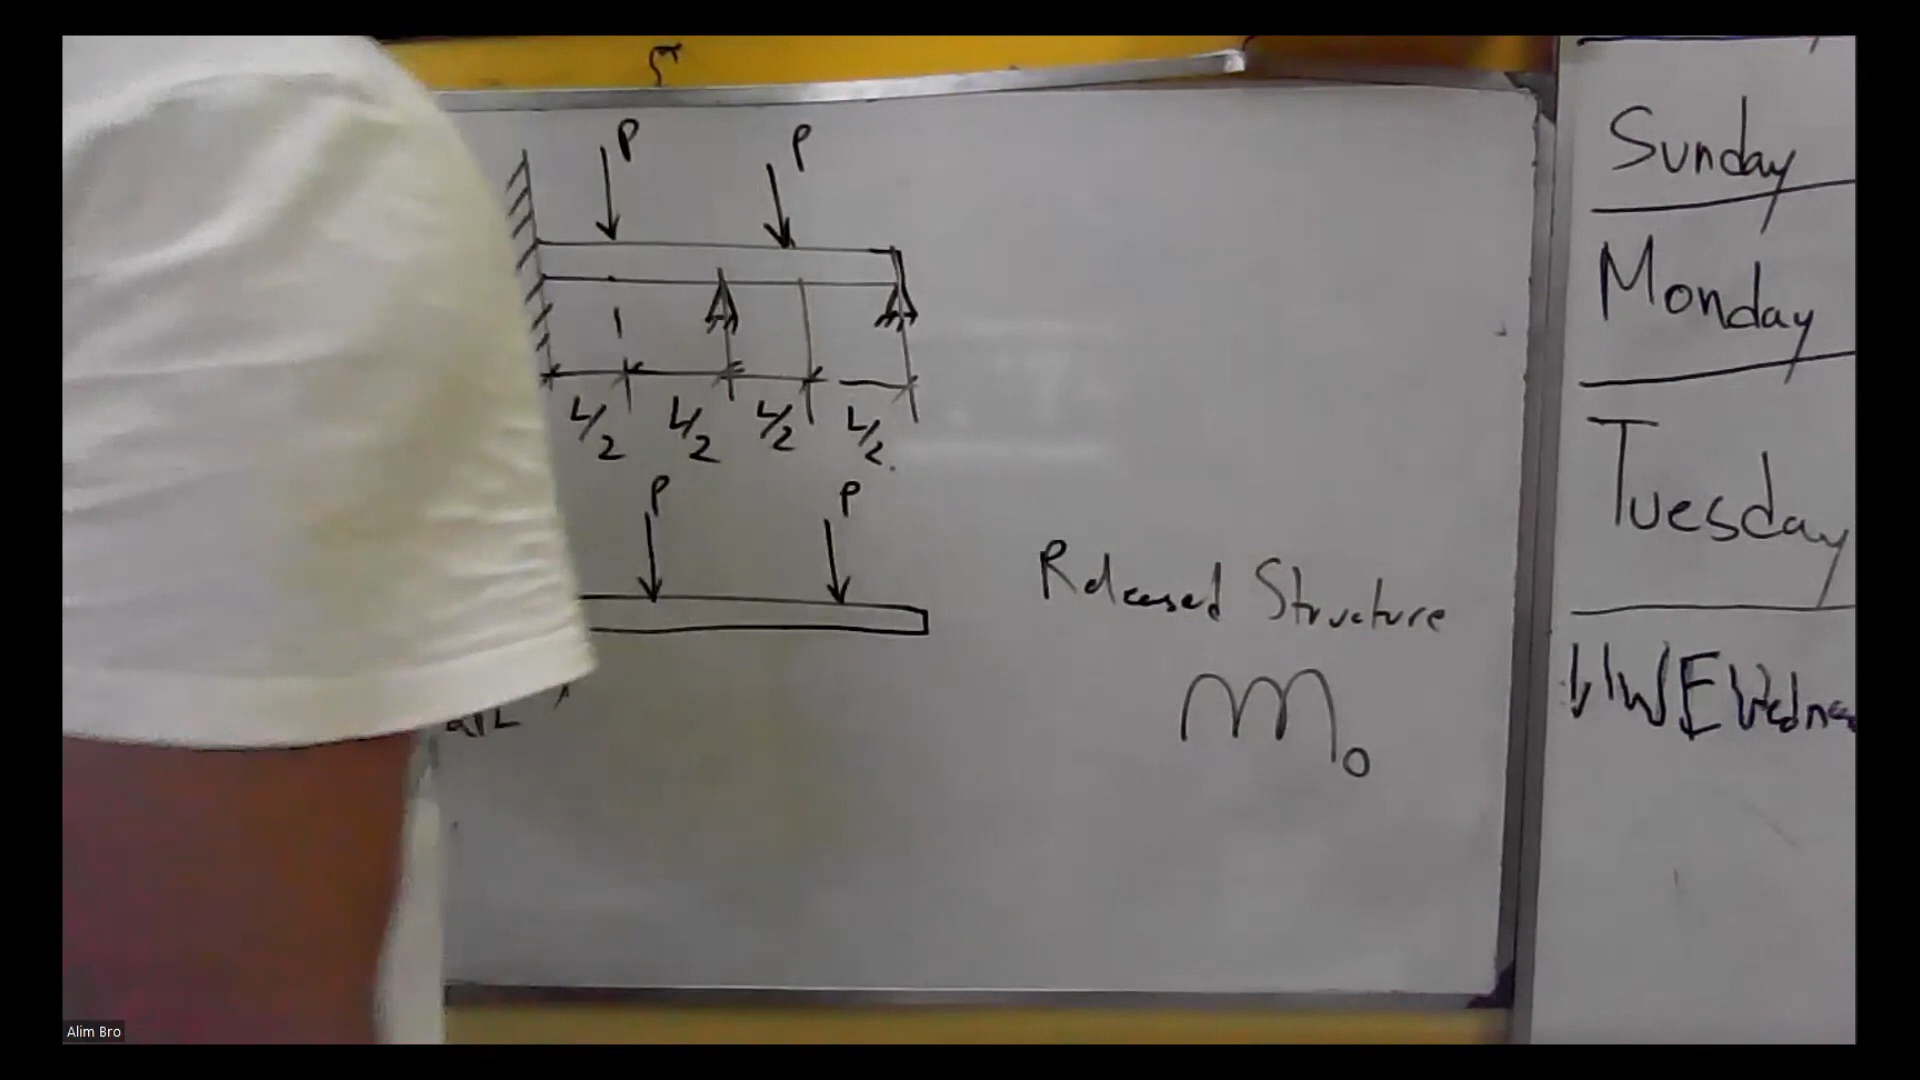 P P
L/2 L/2 L/2 L/2
P P
Released Structure
m₀
Sunday
Monday
Tuesday
Alim Bro